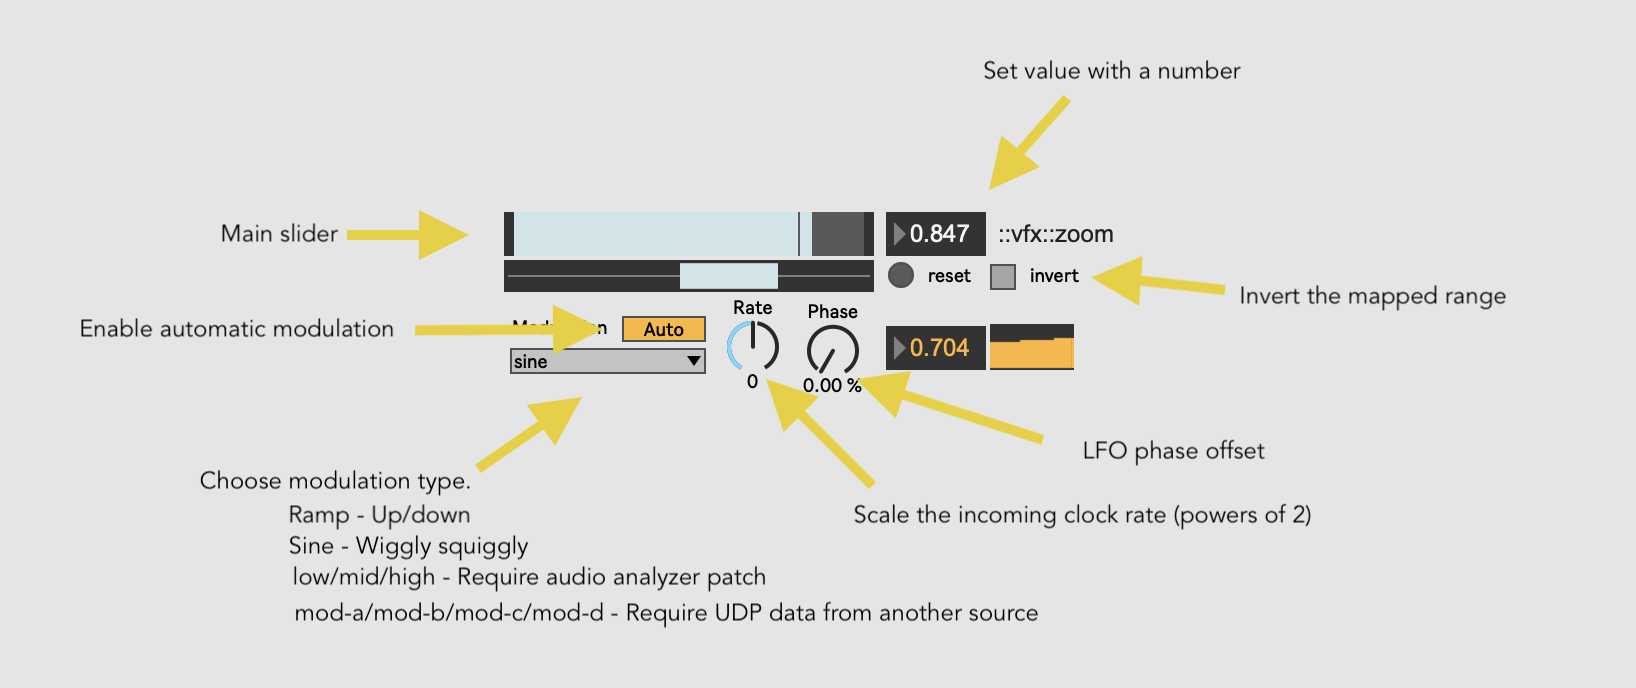 Set value with a number
Main slider
0.847 ::vfx::zoom
reset invert
Invert the mapped range
Enable automatic modulation
Auto
Rate
Phase
sine
0
0.00 %
0.704
LFO phase offset
Choose modulation type.
Scale the incoming clock rate (powers of 2)
Ramp - Up/down
Sine - Wiggly squiggly
low/mid/high - Require audio analyzer patch
mod-a/mod-b/mod-c/mod-d - Require UDP data from another source